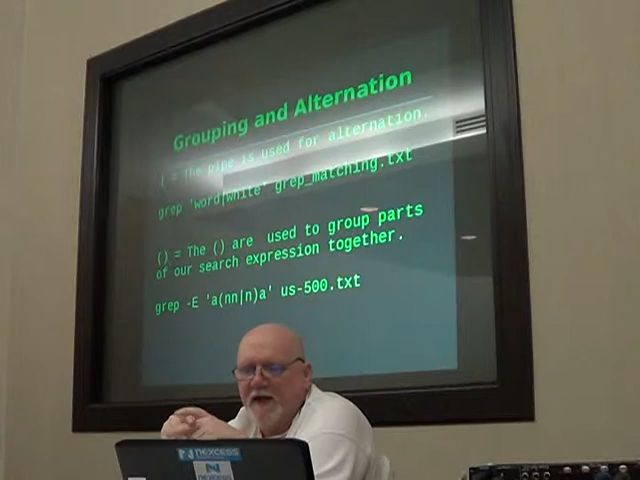 Grouping and Alternation
| = The pipe is used for alternation.
grep 'word|white' grep_matching.txt
() = The () are used to group parts
of our search expression together.
grep -E 'a(nn|n)a' us-500.txt
NEXCESS
N
NEXCESS